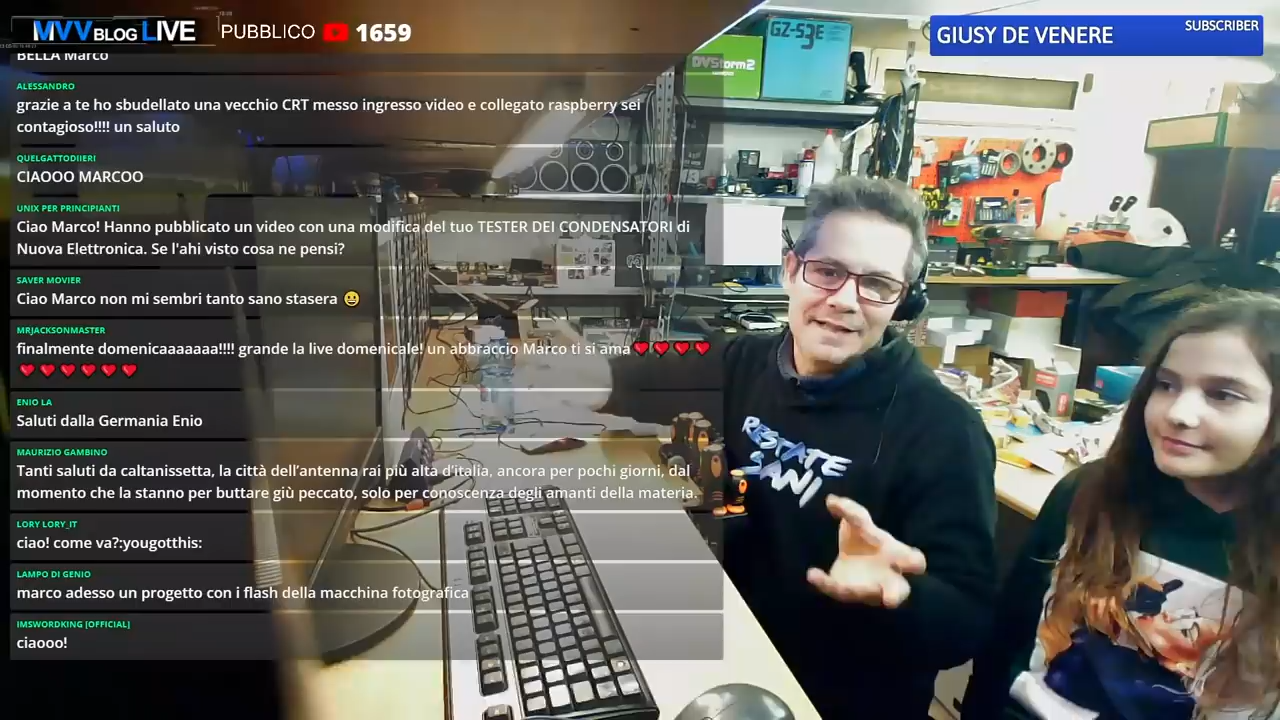 MVV BLOG LIVE PUBBLICO 1659
GIUSY DE VENERE SUBSCRIBER
BELLA Marco
ALESSANDRO
grazie a te ho sbudellato una vecchio CRT messo ingresso video e collegato raspberry sei
contagioso!!!! un saluto
QUELGATTODIIERI
CIAOOO MARCOO
UNIX PER PRINCIPIANTI
Ciao Marco! Hanno pubblicato un video con una modifica del tuo TESTER DEI CONDENSATORI di
Nuova Elettronica. Se l'ahi visto cosa ne pensi?
SAVER MOVIER
Ciao Marco non mi sembri tanto sano stasera 😀
MRJACKSONMASTER
finalmente domenicaaaaaaa!!!! grande la live domenicale! un abbraccio Marco ti si ama❤❤❤❤
❤❤❤❤❤❤
ENIO LA
Saluti dalla Germania Enio
MAURIZIO GAMBINO
Tanti saluti da caltanissetta, la città dell'antenna rai più alta d'italia, ancora per pochi giorni, dal
momento che la stanno per buttare giù peccato, solo per conoscenza degli amanti della materia.
LORY LORY_IT
ciao! come va?:yougotthis:
LAMPO DI GENIO
marco adesso un progetto con i flash della macchina fotografica
IMSWORDKING [OFFICIAL]
ciaooo!
DVStorm2
GZ-S3E
RESTATE
SANI